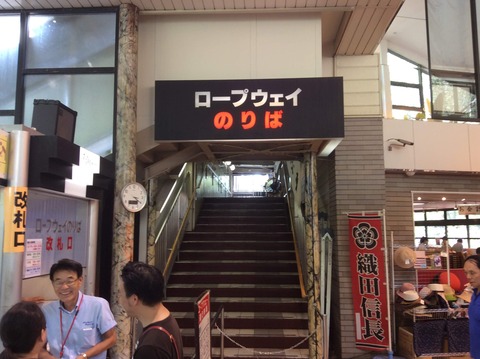 ロープウェイ
のりば
改札口
ロープウェイのりば
改札口
織田信長